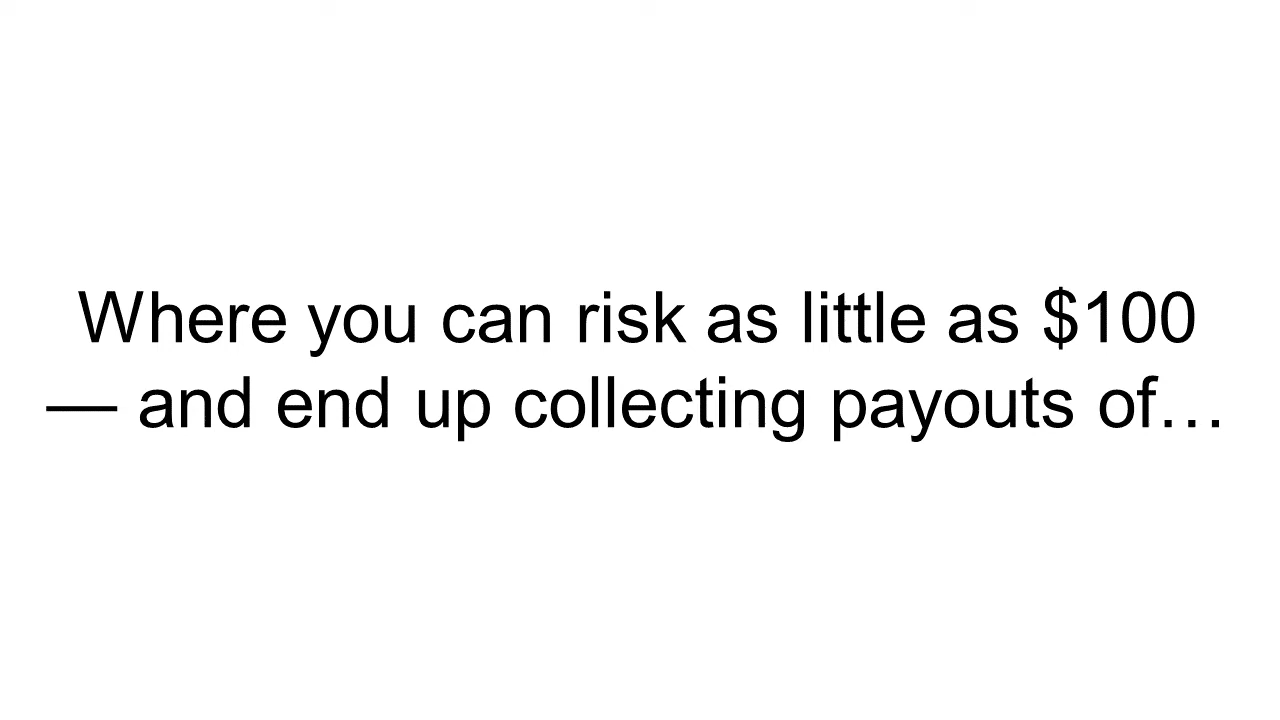 Where you can risk as little as $100
— and end up collecting payouts of…